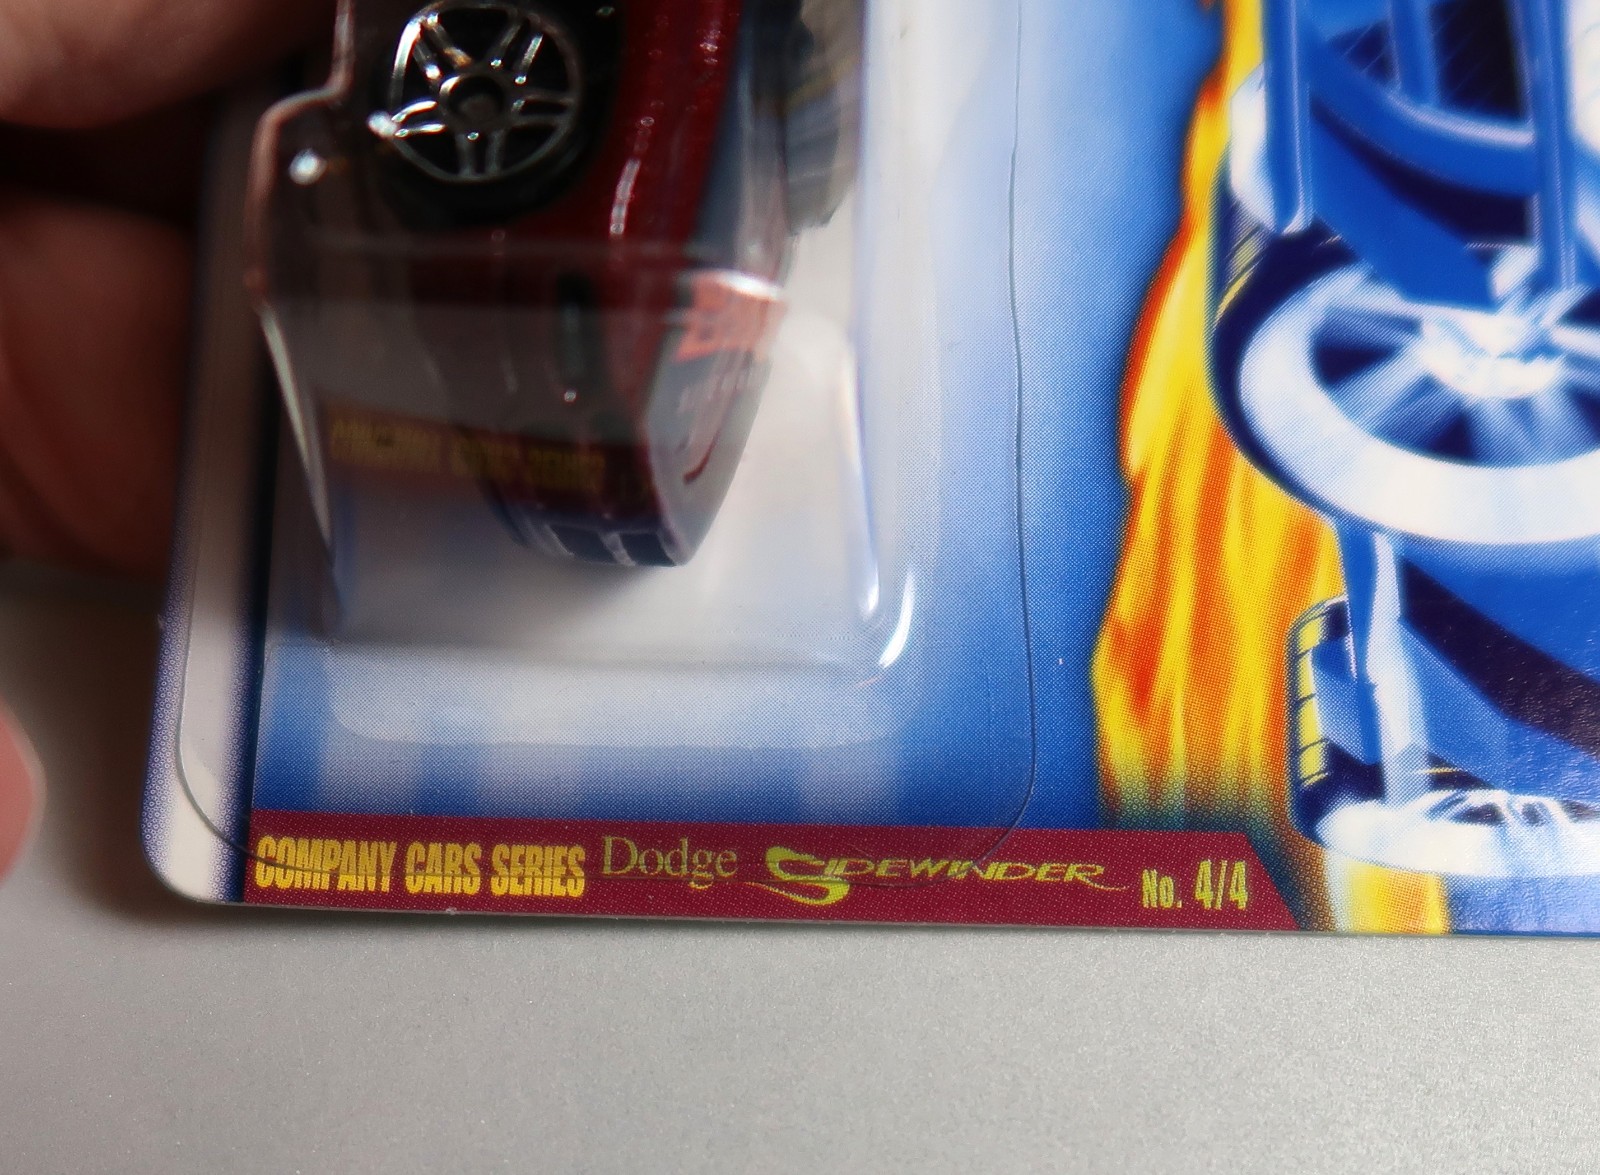 COMPANY CARS SERIES Dodge SIDEWINDER No. 4/4